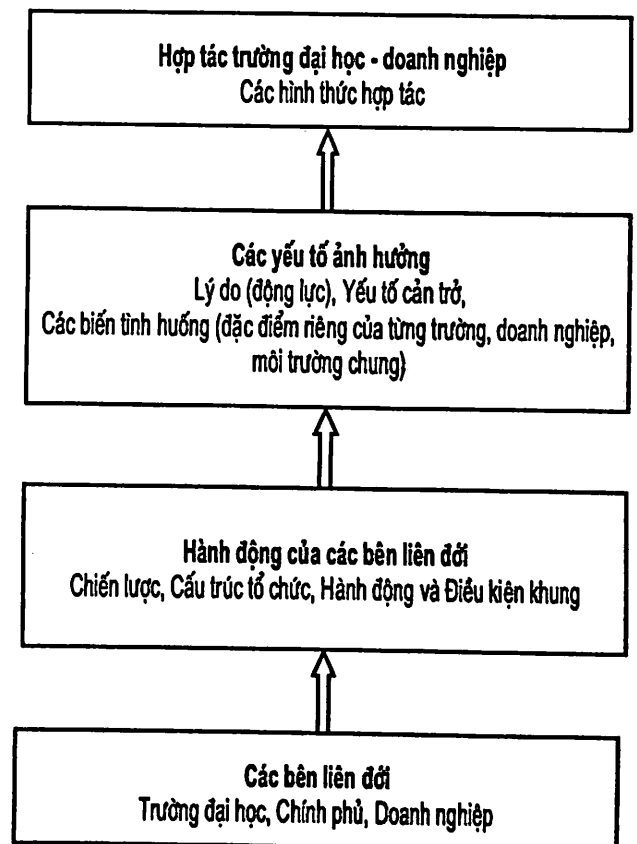 Hợp tác trường đại học - doanh nghiệp
Các hình thức hợp tác
Các yếu tố ảnh hưởng
Lý do (động lực), Yếu tố cản trở,
Các biến tình huống (đặc điểm riêng của từng trường, doanh nghiệp,
môi trường chung)
Hành động của các bên liên đới
Chiến lược, Cấu trúc tổ chức, Hành động và Điều kiện khung
Các bên liên đới
Trường đại học, Chính phủ, Doanh nghiệp